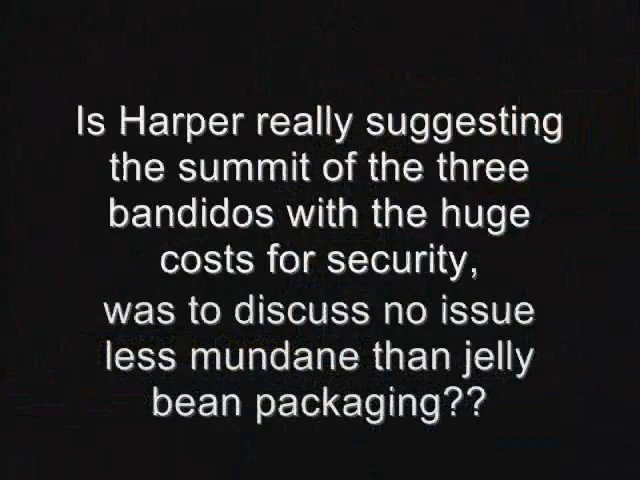 Is Harper really suggesting
the summit of the three
bandidos with the huge
costs for security,
was to discuss no issue
less mundane than jelly
bean packaging??